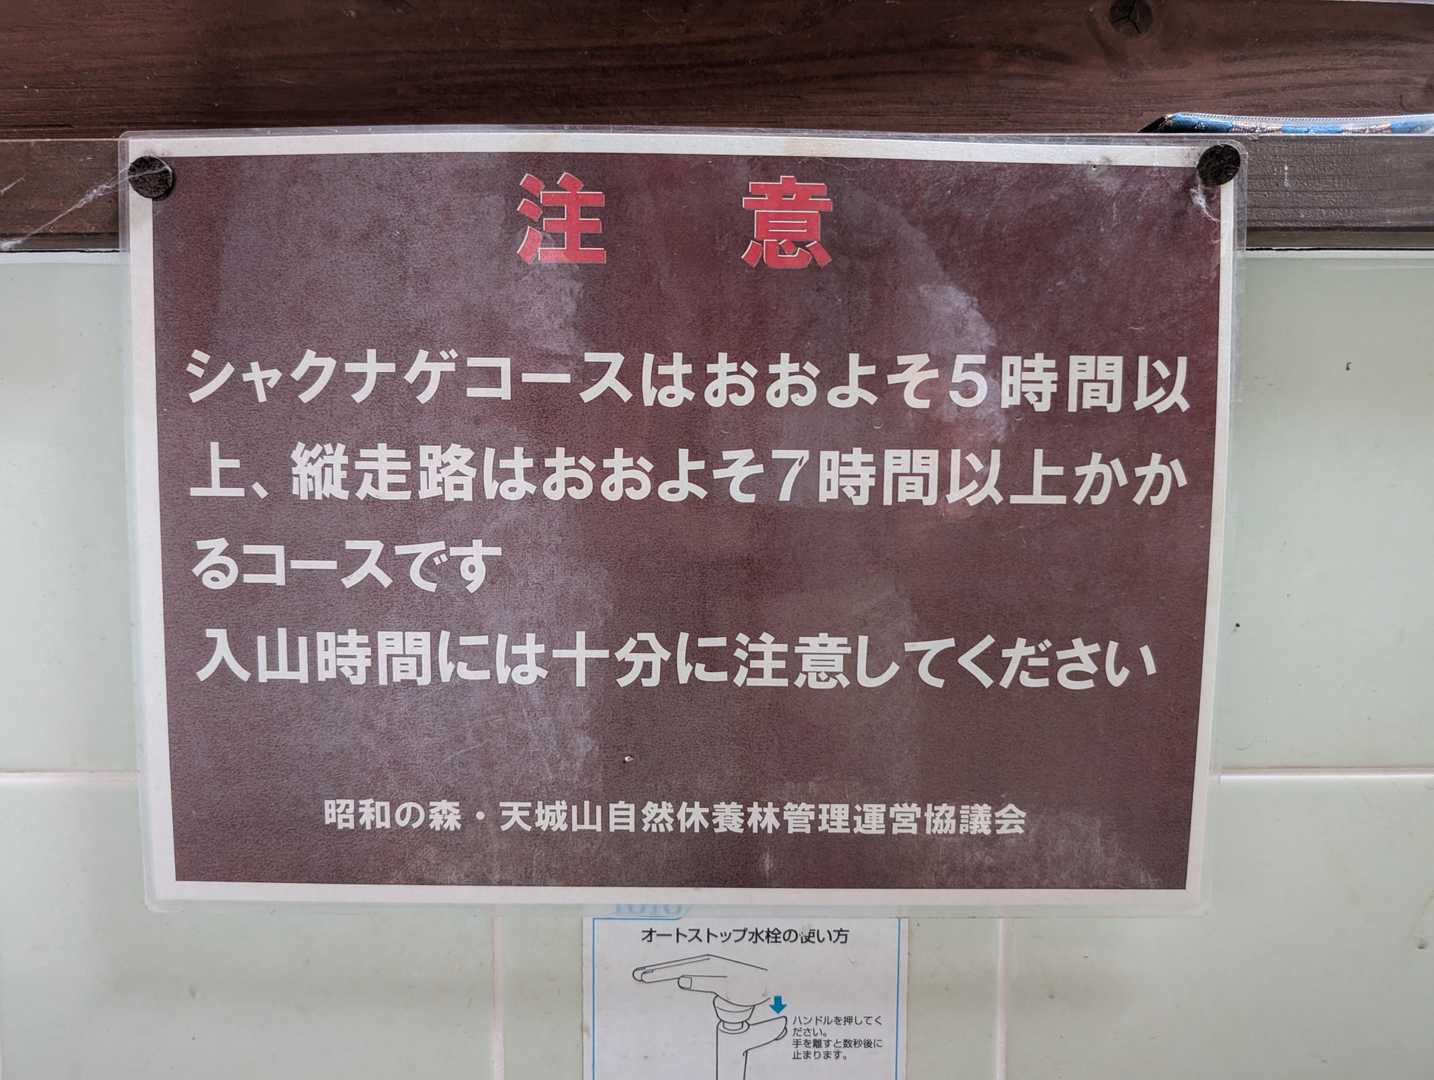 注 意
シャクナゲコースはおおよそ5時間以
上、縦走路はおおよそ7時間以上かか
るコースです
入山時間には十分に注意してください
昭和の森・天城山自然休養林管理運営協議会
TOTO
オートストップ水栓の使い方
ハンドルを押してく
ださい。
手を離すと数秒後に
止まります。